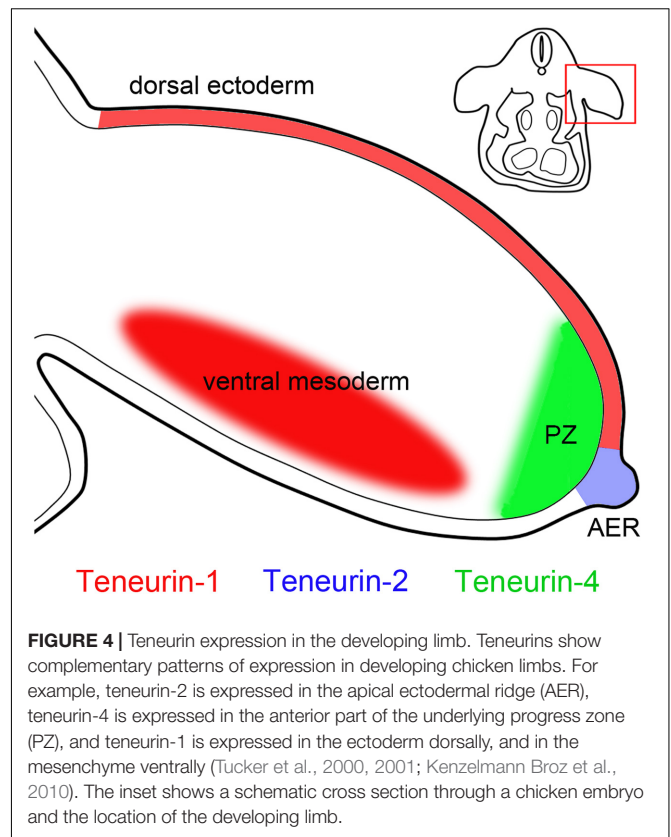 dorsal ectoderm
ventral mesoderm
PZ
AER
Teneurin-1 Teneurin-2 Teneurin-4
FIGURE 4 | Teneurin expression in the developing limb. Teneurins show
complementary patterns of expression in developing chicken limbs. For
example, teneurin-2 is expressed in the apical ectodermal ridge (AER),
teneurin-4 is expressed in the anterior part of the underlying progress zone
(PZ), and teneurin-1 is expressed in the ectoderm dorsally, and in the
mesenchyme ventrally (Tucker et al., 2000, 2001; Kenzelmann Broz et al.,
2010). The inset shows a schematic cross section through a chicken embryo
and the location of the developing limb.